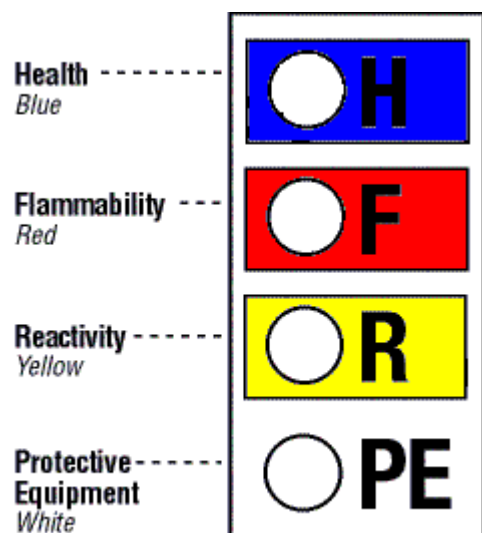 Health
Blue
H
Flammability
Red
F
Reactivity
Yellow
R
Protective
Equipment
White
PE